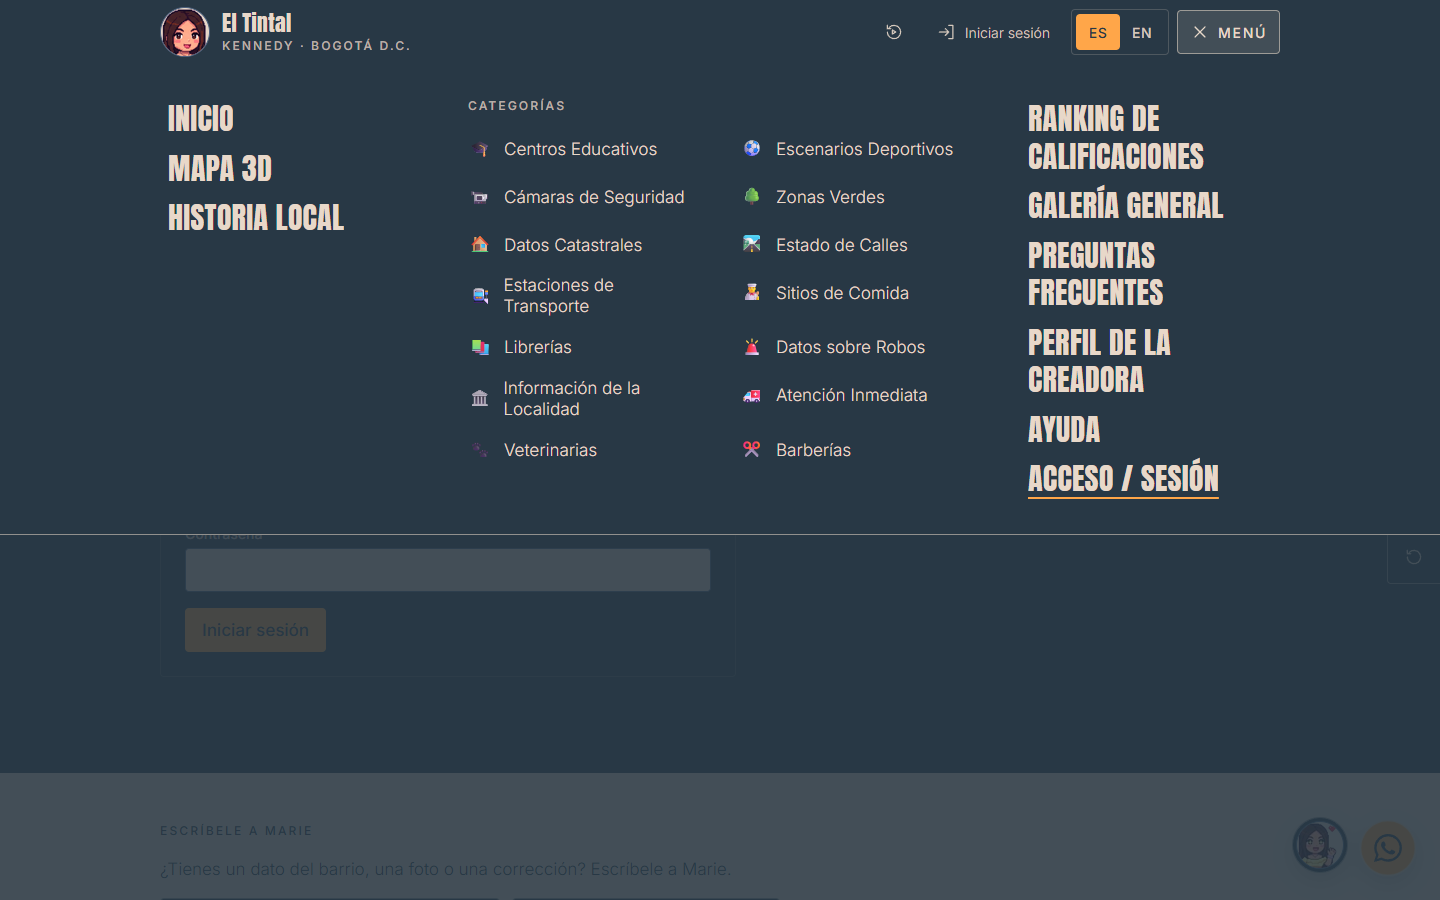 El Tintal
KENNEDY · BOGOTÁ D.C.
Iniciar sesión
ES
EN
MENÚ
INICIO
MAPA 3D
HISTORIA LOCAL
CATEGORÍAS
Centros Educativos
Cámaras de Seguridad
Datos Catastrales
Estaciones de
Transporte
Librerías
Información de la
Localidad
Veterinarias
Escenarios Deportivos
Zonas Verdes
Estado de Calles
Sitios de Comida
Datos sobre Robos
Atención Inmediata
Barberías
RANKING DE
CALIFICACIONES
GALERÍA GENERAL
PREGUNTAS
FRECUENTES
PERFIL DE LA
CREADORA
AYUDA
ACCESO / SESIÓN
Contraseña
Iniciar sesión
ESCRÍBELE A MARIE
¿Tienes un dato del barrio, una foto o una corrección? Escríbele a Marie.